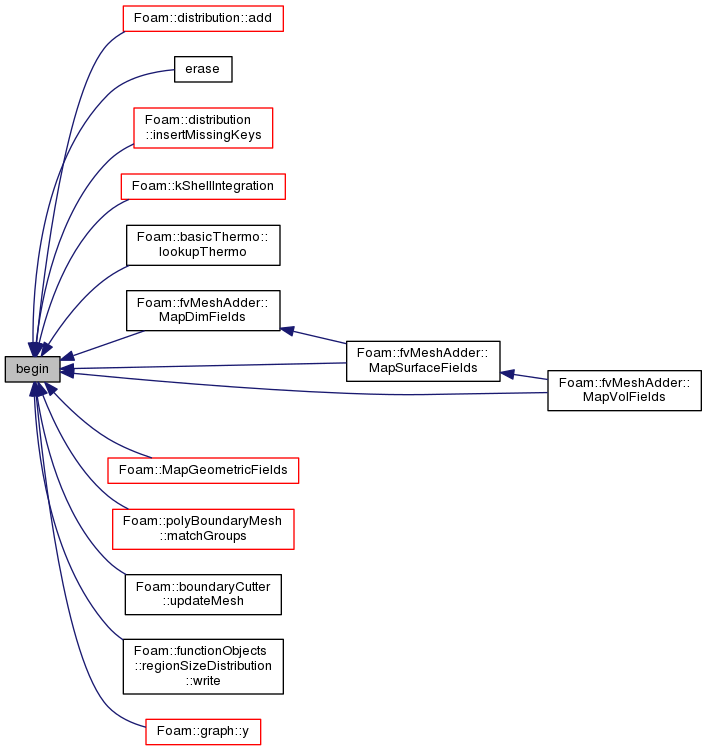 Foam::distribution::add
erase
Foam::distribution
::insertMissingKeys
Foam::kShellIntegration
Foam::basicThermo::
lookupThermo
Foam::fvMeshAdder::
MapDimFields
Foam::fvMeshAdder::
MapSurfaceFields
begin
Foam::fvMeshAdder::
MapVolFields
Foam::MapGeometricFields
Foam::polyBoundaryMesh
::matchGroups
Foam::boundaryCutter
::updateMesh
Foam::functionObjects
::regionSizeDistribution
::write
Foam::graph::y